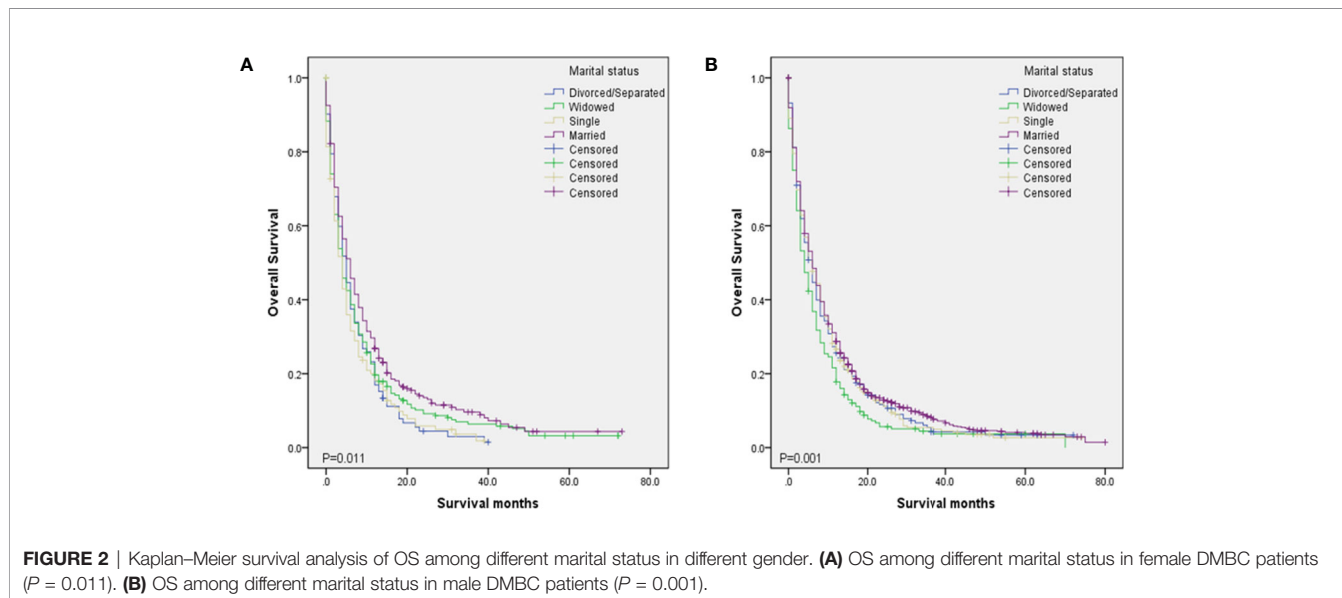 A
Marital status
Divorced/Separated
Widowed
Single
Married
Censored
Censored
Censored
Censored
Overall Survival
1.0
0.8
0.6
0.4
0.2
0.0
P=0.011
.0 20.0 40.0 60.0 80.0
Survival months
B
Marital status
Divorced/Separated
Widowed
Single
Married
Censored
Censored
Censored
Censored
Overall Survival
1.0
0.8
0.6
0.4
0.2
0.0
P=0.001
.0 20.0 40.0 60.0 80.0
Survival months
FIGURE 2 | Kaplan–Meier survival analysis of OS among different marital status in different gender. (A) OS among different marital status in female DMBC patients
(P = 0.011). (B) OS among different marital status in male DMBC patients (P = 0.001).